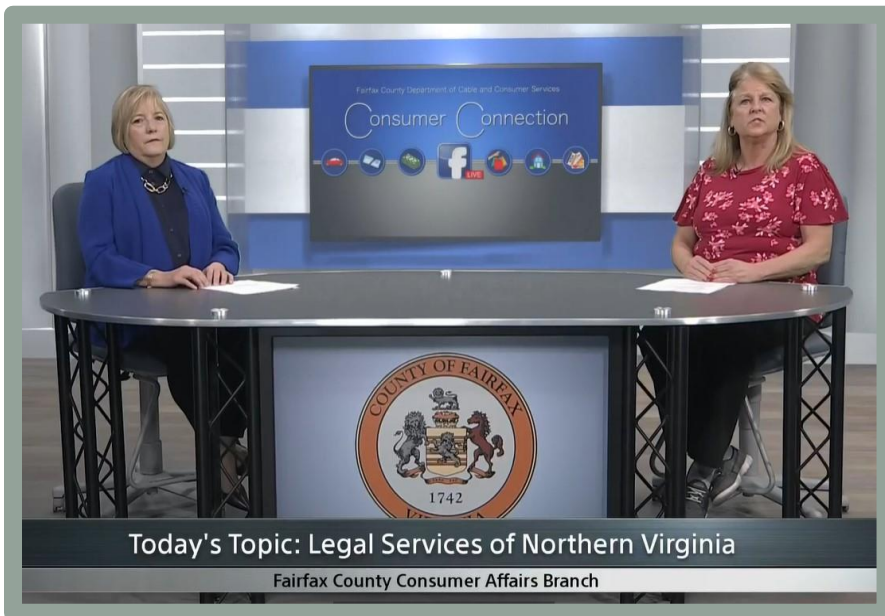 Fairfax County Department of Cable and Consumer Services
Consumer Connection
f
LIVE
COUNTY OF FAIRFAX
1742
VIRGINIA
Today's Topic: Legal Services of Northern Virginia
Fairfax County Consumer Affairs Branch